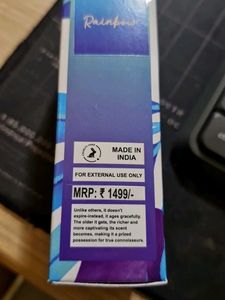 Rainbow
MADE IN
INDIA
FOR EXTERNAL USE ONLY
MRP: ₹ 1499/-
Unlike others, it doesn't
expire-instead, it ages gracefully.
The older it gets, the richer and
more captivating its scent
becomes, making it a prized
possession for true connoisseurs.